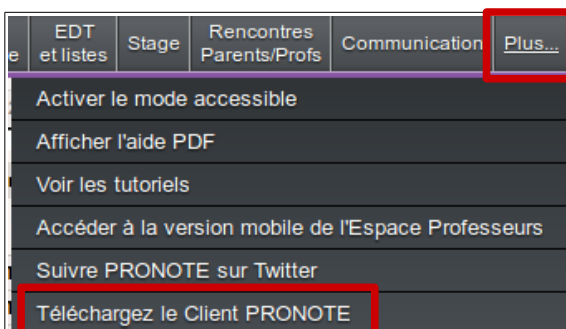 e
EDT
et listes
Stage
Rencontres
Parents/Profs
Communication
Plus...
Activer le mode accessible
Afficher l'aide PDF
Voir les tutoriels
Accéder à la version mobile de l'Espace Professeurs
Suivre PRONOTE sur Twitter
Téléchargez le Client PRONOTE